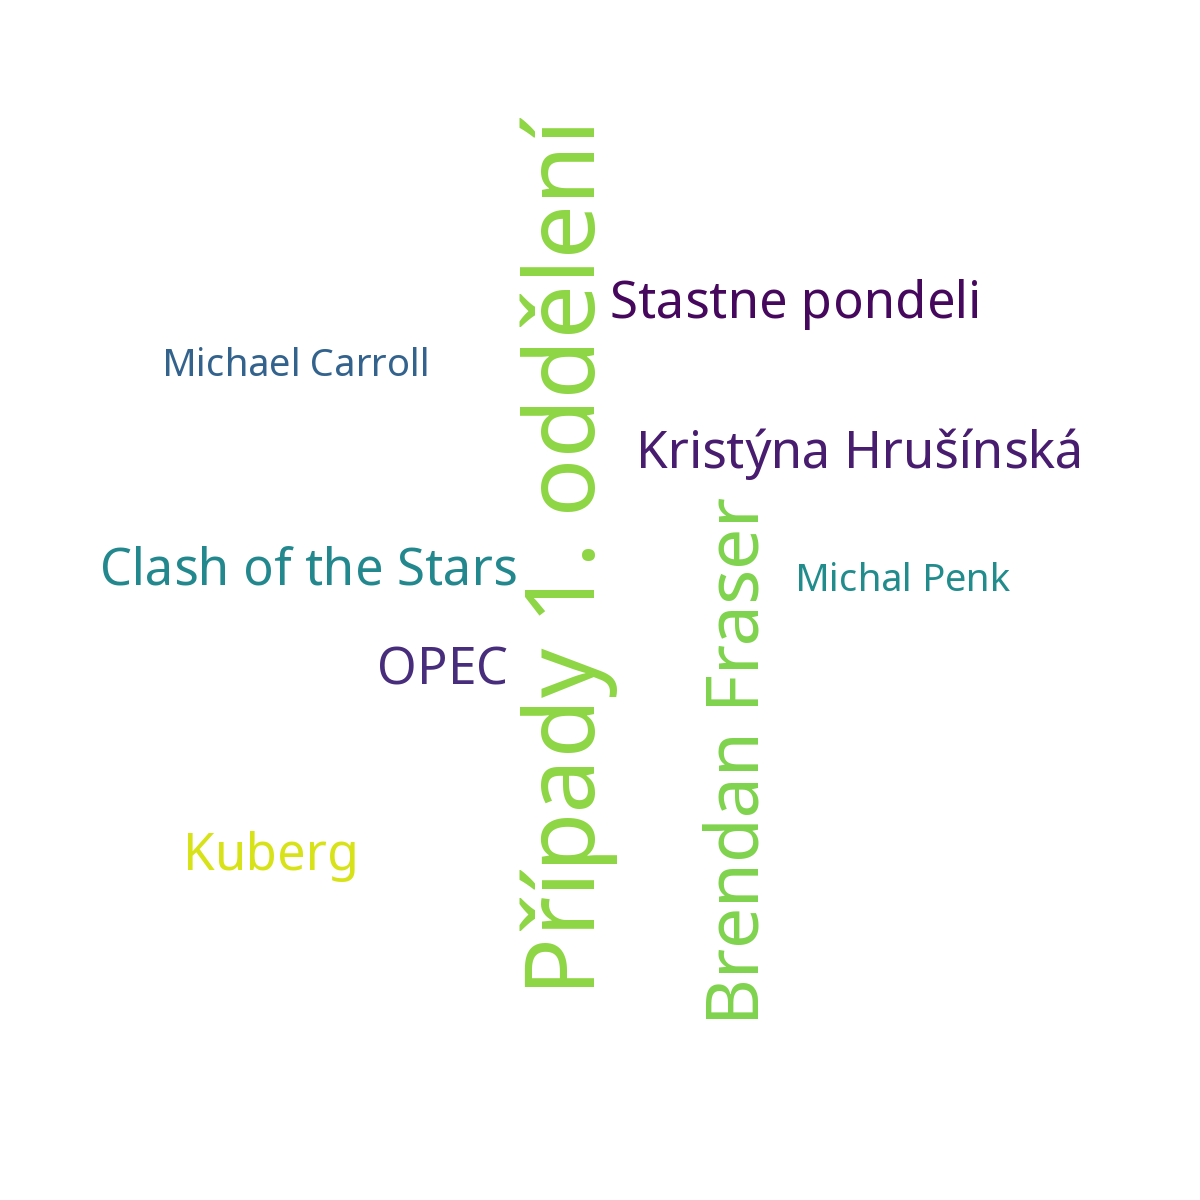 Případy 1. oddělení
Stastne pondeli
Michael Carroll
Kristýna Hrušínská
Clash of the Stars
Michal Penk
OPEC
Brendan Fraser
Kuberg